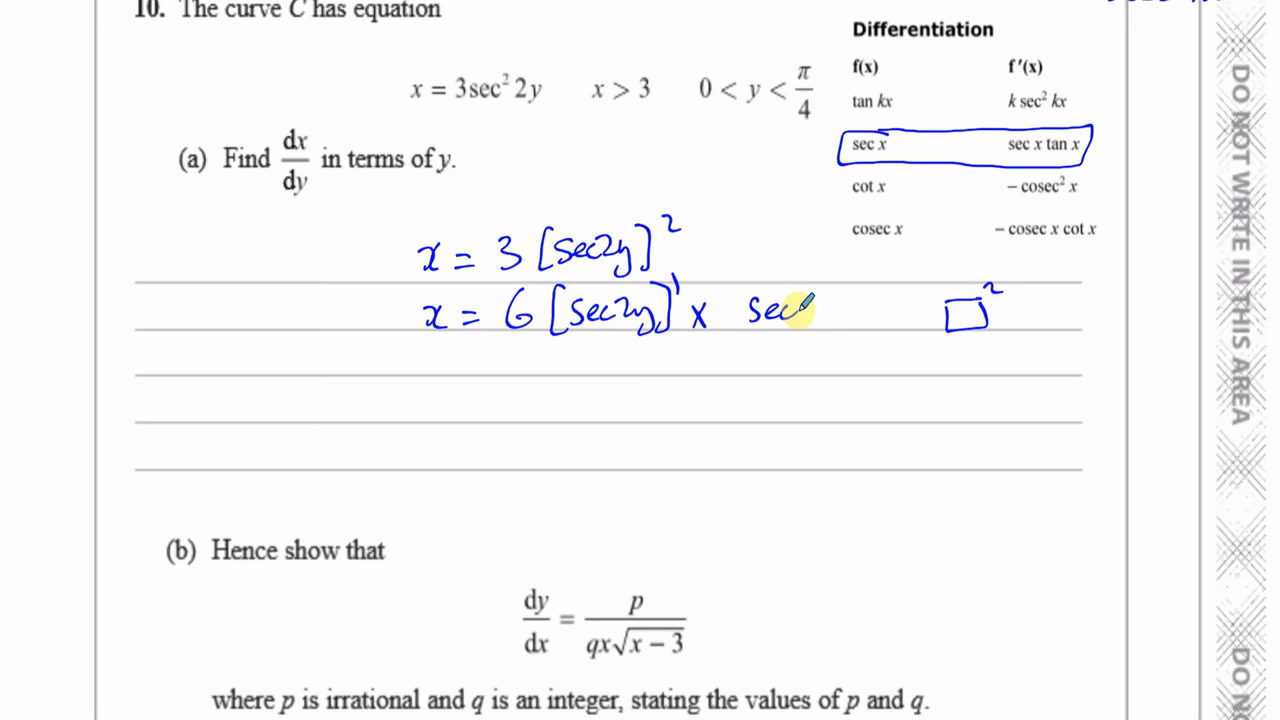 10. The curve C has equation
x = 3sec² 2y x > 3 0 < y < π/4
(a) Find dx/dy in terms of y.
Differentiation
f(x) f′(x)
tan kx k sec² kx
sec x sec x tan x
cot x – cosec² x
cosec x – cosec x cot x
x = 3 [sec2y]²
x = 6 [sec2y]¹ x sec □²
(b) Hence show that
dy/dx = p/(qx√(x – 3))
where p is irrational and q is an integer, stating the values of p and q.
DO NOT WRITE IN THIS AREA
DO NO